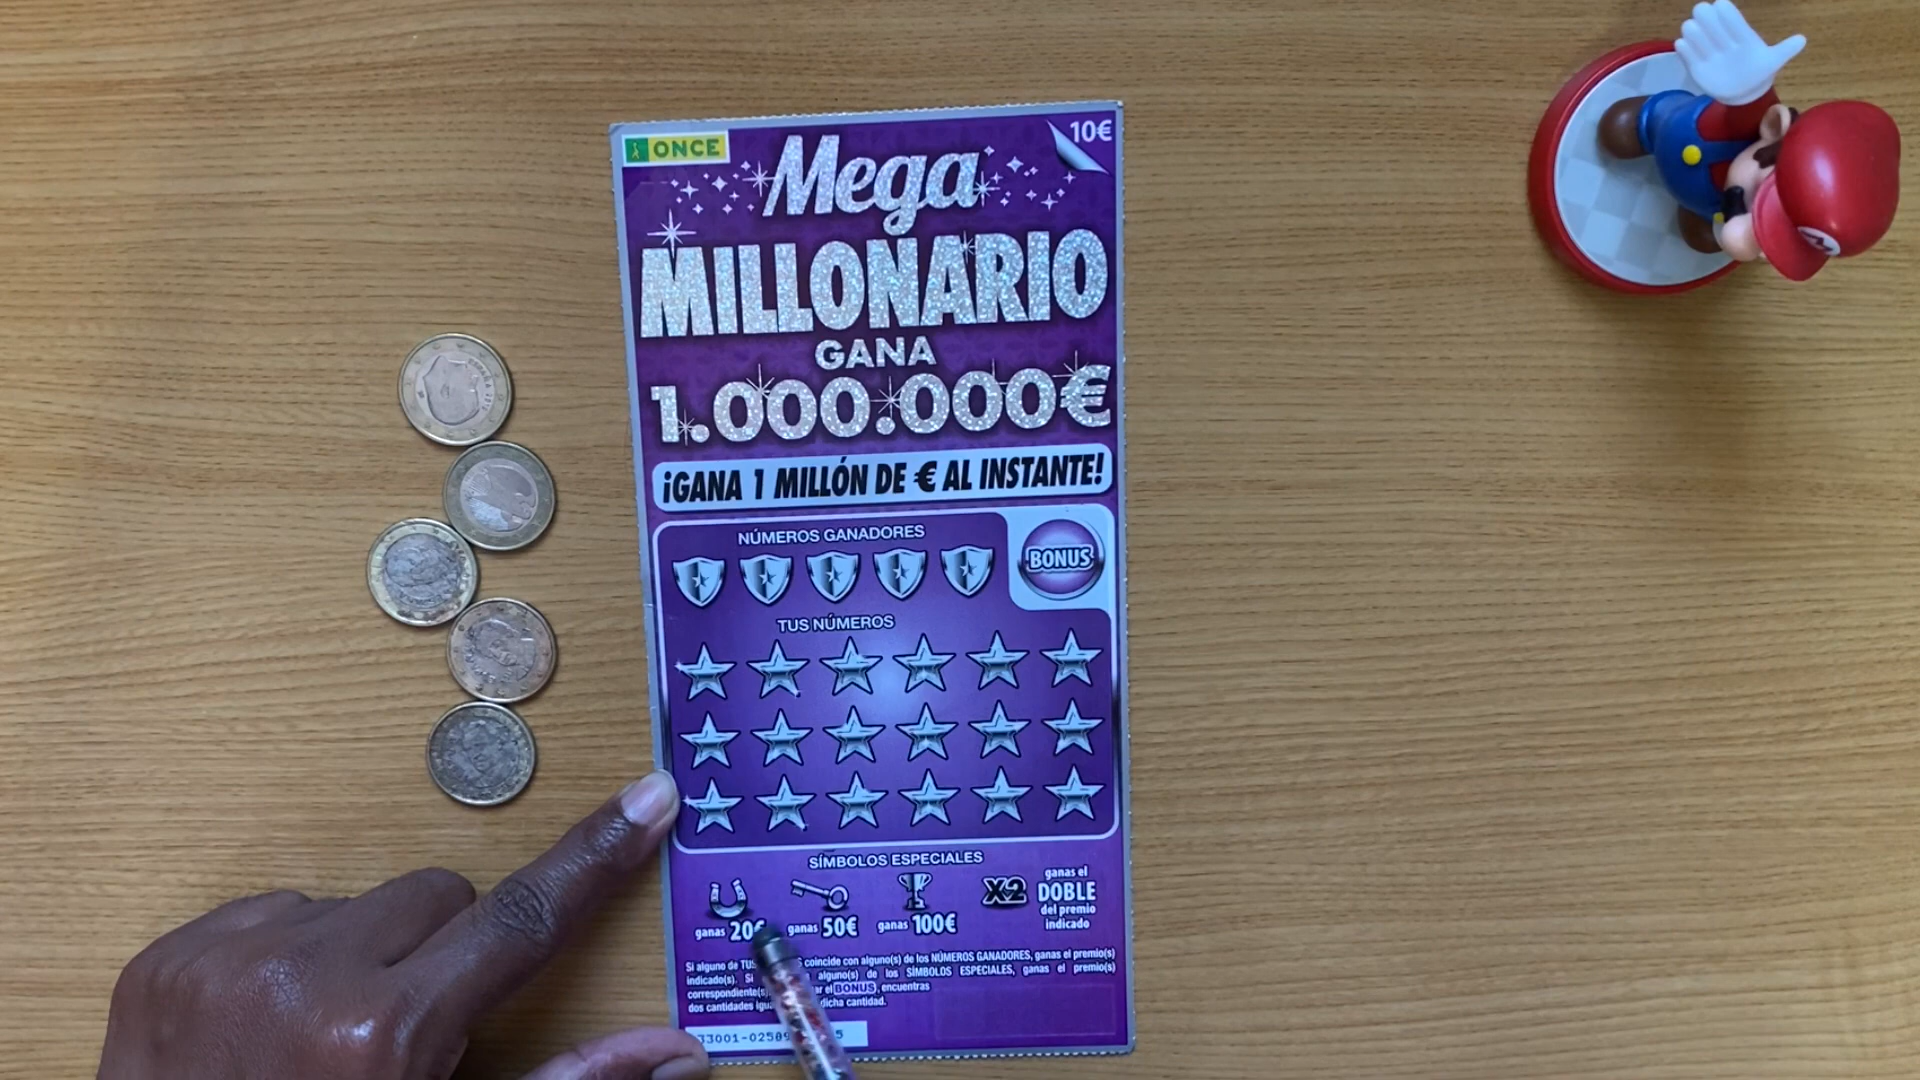 ONCE
10€
Mega
MILLONARIO
GANA
1.000.000€
¡GANA 1 MILLÓN DE € AL INSTANTE!
NÚMEROS GANADORES
BONUS
TUS NÚMEROS
SÍMBOLOS ESPECIALES
ganas 20€
ganas 50€
ganas 100€
X2
ganas el
DOBLE
del premio
indicado
Si alguno de coincide con alguno(s) de los NÚMEROS GANADORES, ganas el premio(s)
indicado(s). Si alguno(s) de los SÍMBOLOS ESPECIALES, ganas el premio(s)
el BONUS, encuentras
dos cantidades dicha cantidad.